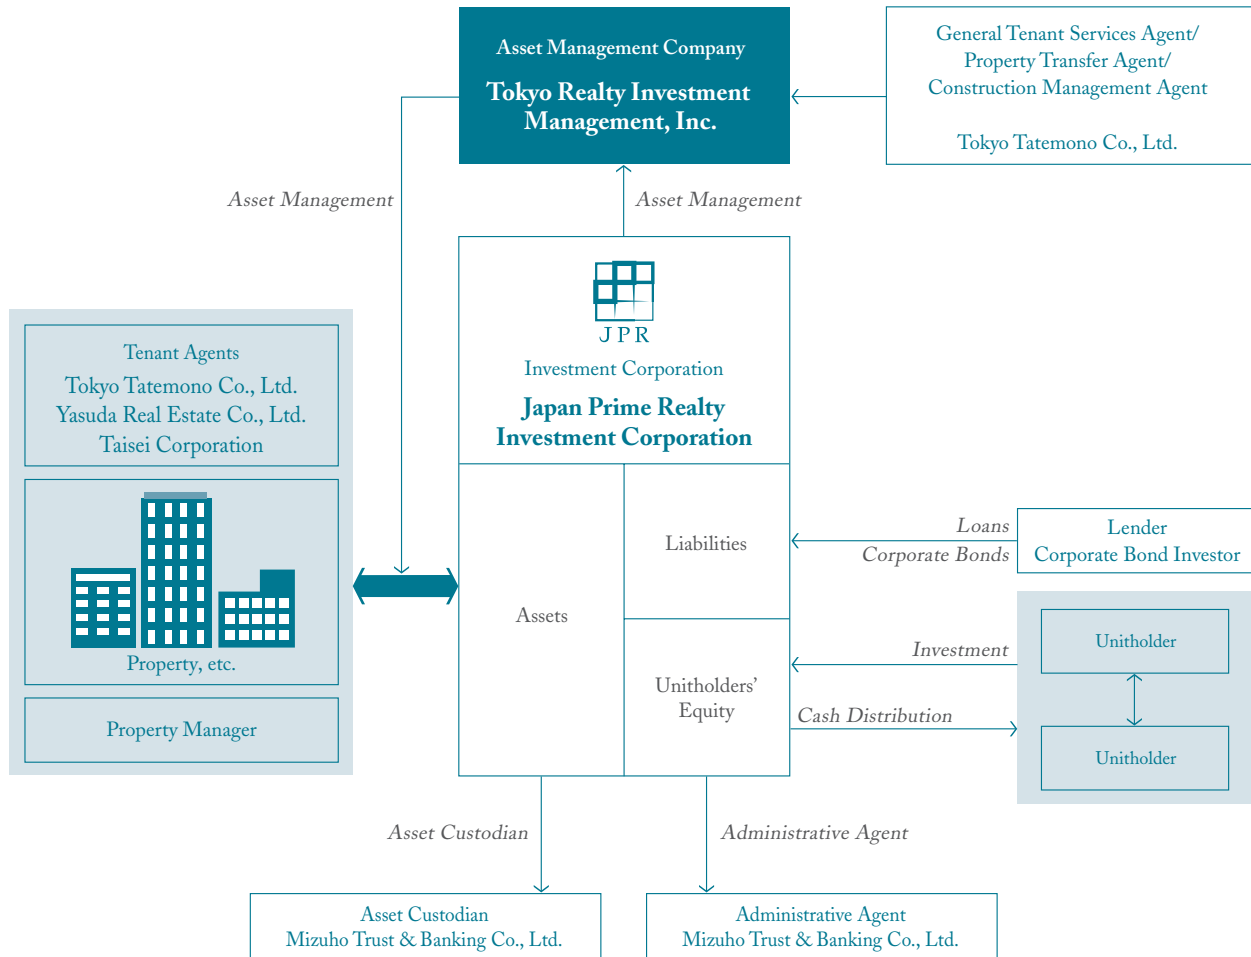 Asset Management Company
Tokyo Realty Investment
Management, Inc.
General Tenant Services Agent/
Property Transfer Agent/
Construction Management Agent
Tokyo Tatemono Co., Ltd.
Asset Management
Asset Management
JPR
Investment Corporation
Japan Prime Realty
Investment Corporation
Tenant Agents
Tokyo Tatemono Co., Ltd.
Yasuda Real Estate Co., Ltd.
Taisei Corporation
Property, etc.
Property Manager
Assets
Liabilities
Unitholders'
Equity
Loans
Corporate Bonds
Lender
Corporate Bond Investor
Investment
Cash Distribution
Unitholder
Unitholder
Asset Custodian
Administrative Agent
Asset Custodian
Mizuho Trust & Banking Co., Ltd.
Administrative Agent
Mizuho Trust & Banking Co., Ltd.